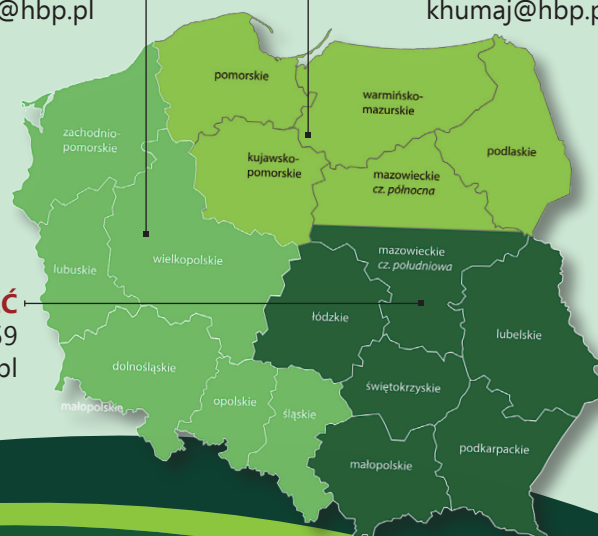 @hbp.pl
khumaj@hbp.p
pomorskie
warmińsko-
mazurskie
zachodnio-
pomorskie
podlaskie
kujawsko-
pomorskie
mazowieckie
cz. północna
mazowieckie
cz. południowa
wielkopolskie
lubuskie
Ć
łódzkie
59
lubelskie
pl
dolnośląskie
świętokrzyskie
opolskie
małopolskie
śląskie
podkarpackie
małopolskie